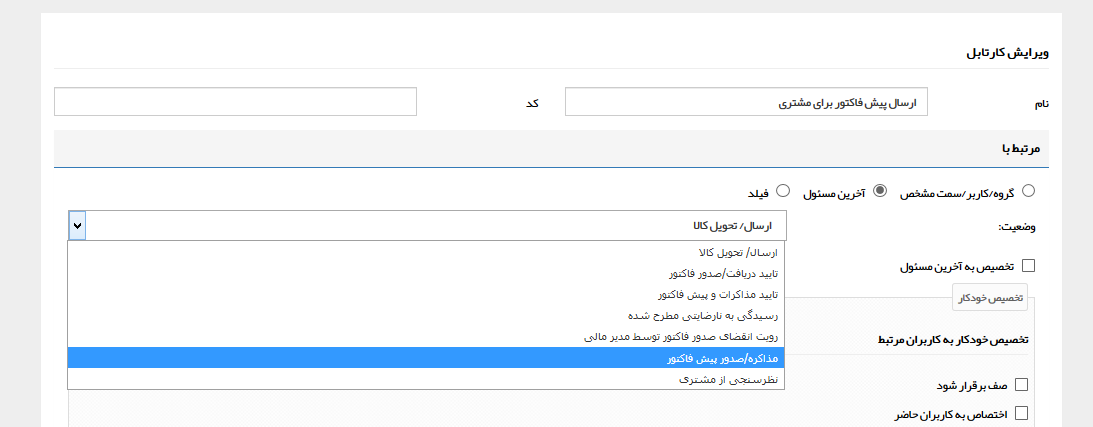 ویرایش کارتابل
نام ارسال پیش فاکتور برای مشتری کد
مرتبط با
گروه/کاربر/سمت مشخص آخرین مسئول فیلد
وضعیت: ارسال/ تحویل کالا
ارسال/ تحویل کالا
تخصیص به آخرین مسئول
تایید دریافت/صدور فاکتور
تایید مذاکرات و پیش فاکتور
تخصیص خودکار
رسیدگی به نارضایتی مطرح شده
رویت انقضای صدور فاکتور توسط مدیر مالی
تخصیص خودکار به کاربران مرتبط
مذاکره/صدور پیش فاکتور
نظرسنجی از مشتری
صف برقرار شود
اختصاص به کاربران حاضر